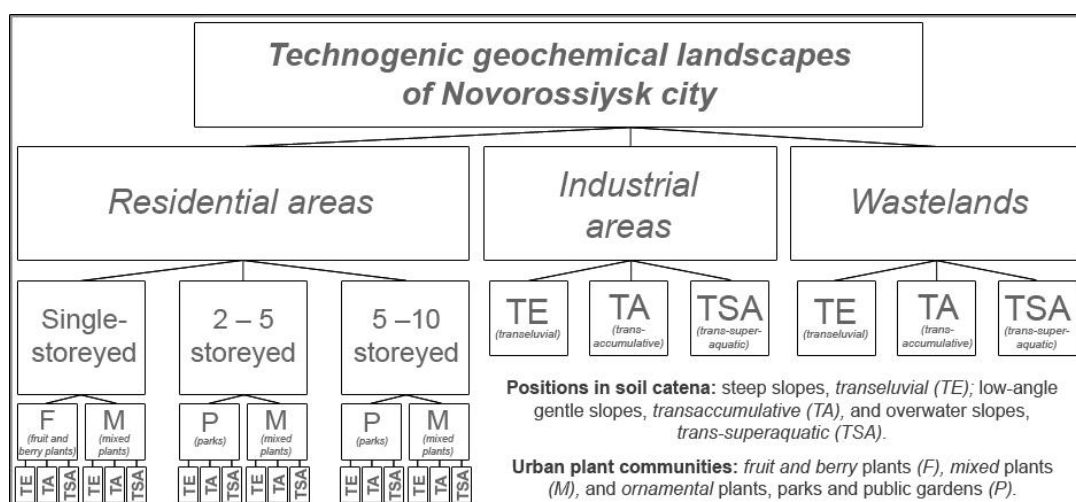 Technogenic geochemical landscapes
of Novorossiysk city
Residential areas
Industrial
areas
Wastelands
Single-
storeyed
2 – 5
storeyed
5 –10
storeyed
TE
(transeluvial)
TA
(trans-
accumulative)
TSA
(trans-super-
aquatic)
TE
(transeluvial)
TA
(trans-
accumulative)
TSA
(trans-super-
aquatic)
F
(fruit and
berry plants)
M
(mixed
plants)
P
(parks)
M
(mixed
plants)
P
(parks)
M
(mixed
plants)
TE
TA
TSA
TE
TA
TSA
TE
TA
TSA
TE
TA
TSA
TE
TA
TSA
TE
TA
TSA
Positions in soil catena: steep slopes, transeluvial (TE); low-angle
gentle slopes, transaccumulative (TA), and overwater slopes,
trans-superaquatic (TSA).
Urban plant communities: fruit and berry plants (F), mixed plants
(M), and ornamental plants, parks and public gardens (P).